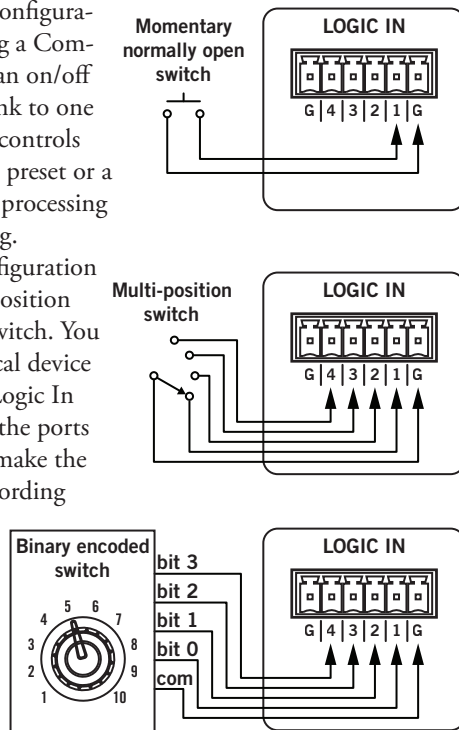 onfigura-
g a Com-
an on/off
nk to one
controls
preset or a
processing
g.
figuration
osition
witch. You
cal device
Logic In
the ports
make the
ording
Momentary
normally open
switch
LOGIC IN
G 4 3 2 1 G
Multi-position
switch
LOGIC IN
G 4 3 2 1 G
Binary encoded
switch
1 2 3 4 5 6 7 8 9 10
bit 3
bit 2
bit 1
bit 0
com
LOGIC IN
G 4 3 2 1 G